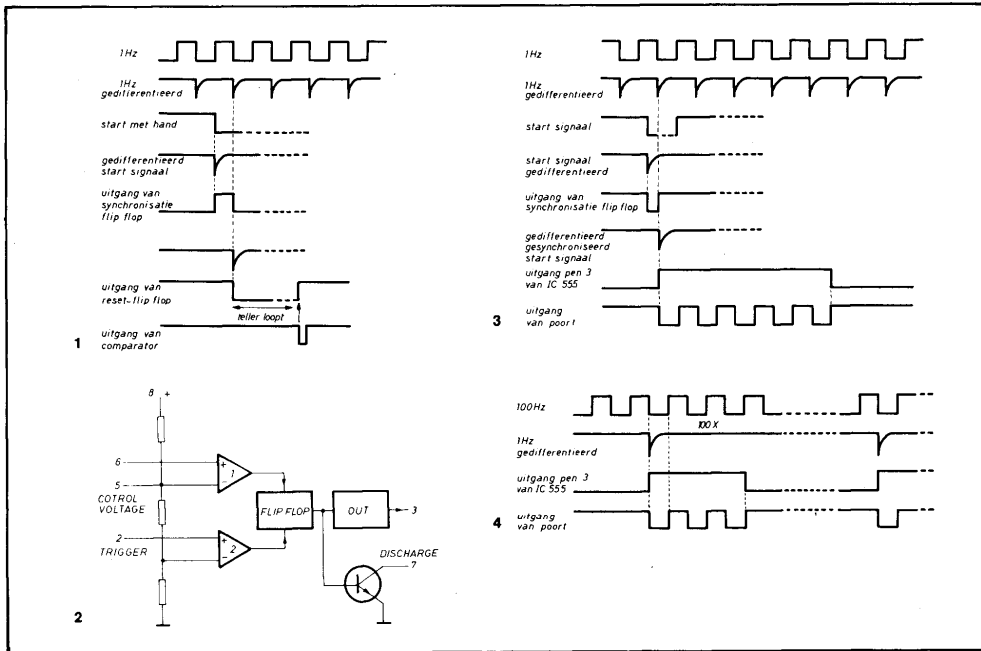 1Hz
1Hz
gedifferentieerd
start met hand
gedifferentieerd
start signaal
uitgang van
synchronisatie
flip flop
uitgang van
reset-flip flop
teller loopt
uitgang van
comparator
1
8 +
6
5
COTROL
VOLTAGE
2
TRIGGER
+
-
1
+
-
2
FLIP FLOP
OUT
3
DISCHARGE
7
2
1Hz
1Hz
gedifferentieerd
start signaal
start signaal
gedifferentieerd
uitgang van
synchronisatie flip flop
gedifferentieerd
gesynchroniseerd
start signaal
uitgang pen 3
van IC 555
uitgang
van poort
3
100Hz
100X
1Hz
gedifferentieerd
uitgang pen 3
van IC 555
uitgang
van poort
4